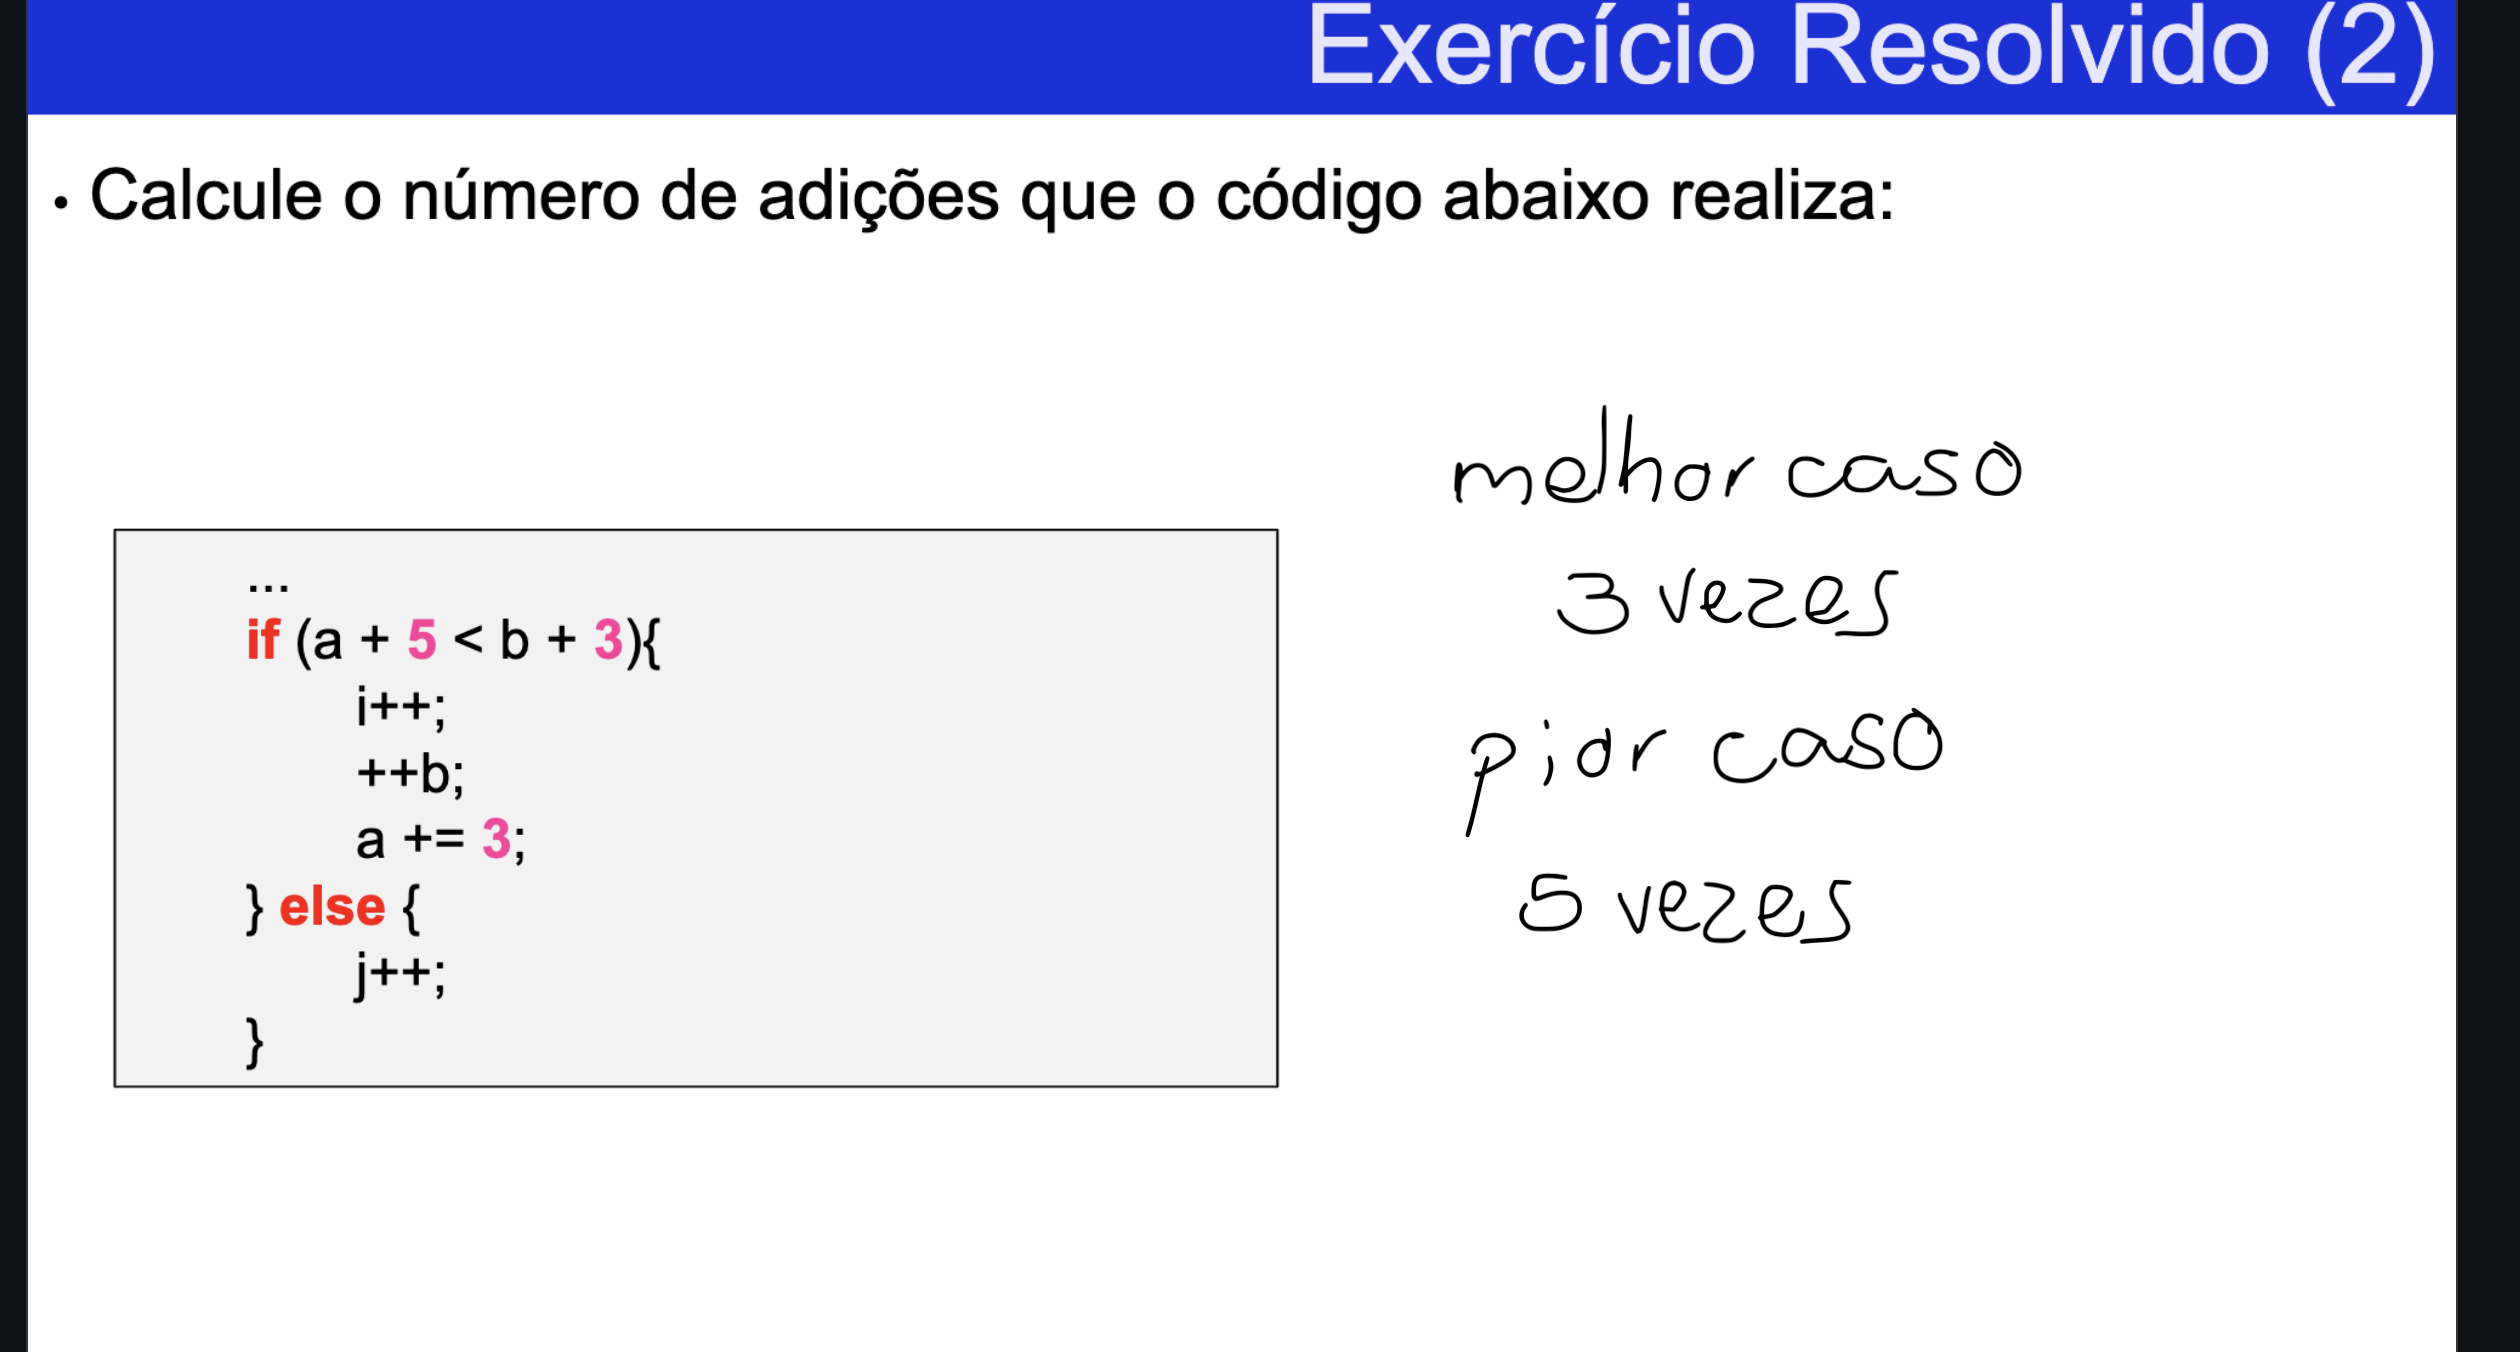 Exercício Resolvido (2)
· Calcule o número de adições que o código abaixo realiza:
melhor caso
3 vezes
pior caso
5 vezes
...
if (a + 5 < b + 3){
i++;
++b;
a += 3;
} else {
j++;
}